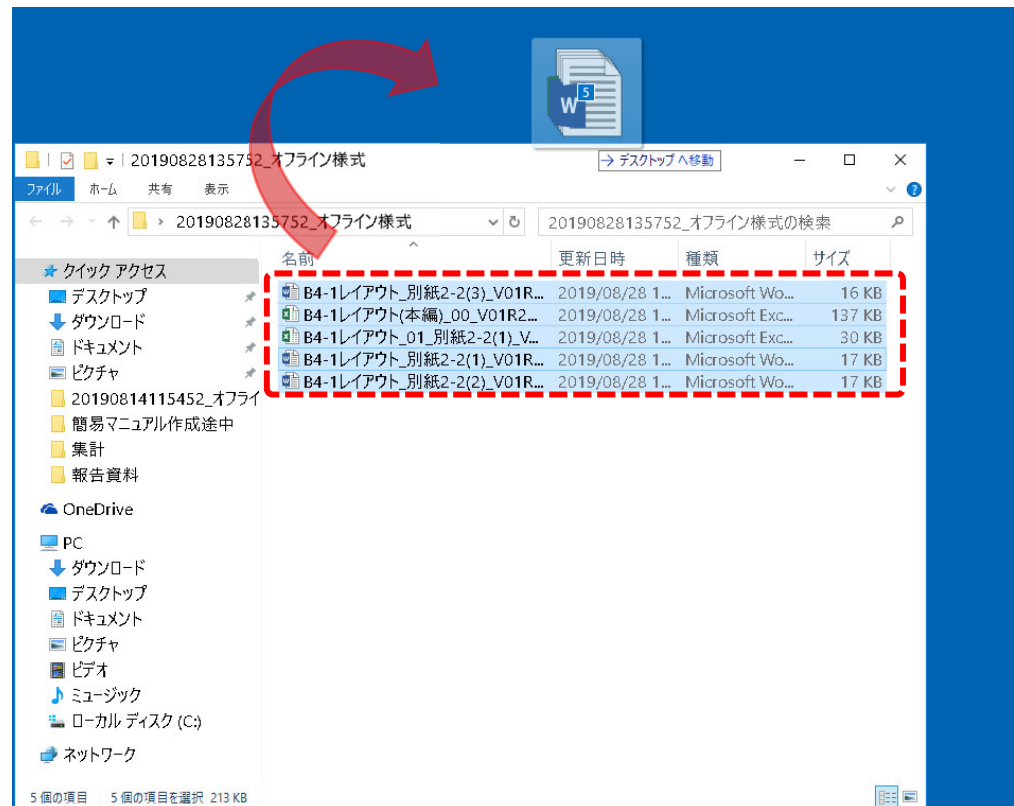 W 5
20190828135752_オフライン様式
→ デスクトップ へ移動
ファイル ホーム 共有 表示
20190828135752_オフライン様式
20190828135752_オフライン様式の検索
名前 更新日時 種類 サイズ
B4-1レイアウト_別紙2-2(3)_V01R... 2019/08/28 1... Microsoft Wo... 16 KB
B4-1レイアウト(本編)_00_V01R2... 2019/08/28 1... Microsoft Exc... 137 KB
B4-1レイアウト_01_別紙2-2(1)_V... 2019/08/28 1... Microsoft Exc... 30 KB
B4-1レイアウト_別紙2-2(1)_V01R... 2019/08/28 1... Microsoft Wo... 17 KB
B4-1レイアウト_別紙2-2(2)_V01R... 2019/08/28 1... Microsoft Wo... 17 KB
クイック アクセス
デスクトップ
ダウンロード
ドキュメント
ピクチャ
20190814115452_オフライ
簡易マニュアル作成途中
集計
報告資料
OneDrive
PC
ダウンロード
デスクトップ
ドキュメント
ピクチャ
ビデオ
ミュージック
ローカル ディスク (C:)
ネットワーク
5 個の項目 5 個の項目を選択 213 KB